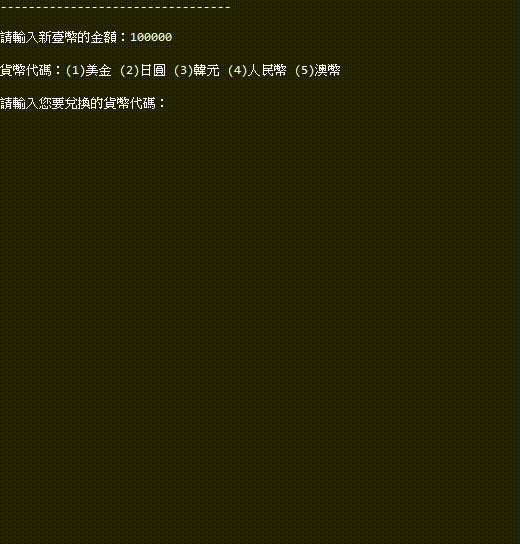 ---------------------------------
請輸入新臺幣的金額：100000
貨幣代碼：(1)美金 (2)日圓 (3)韓元 (4)人民幣 (5)澳幣
請輸入您要兌換的貨幣代碼：